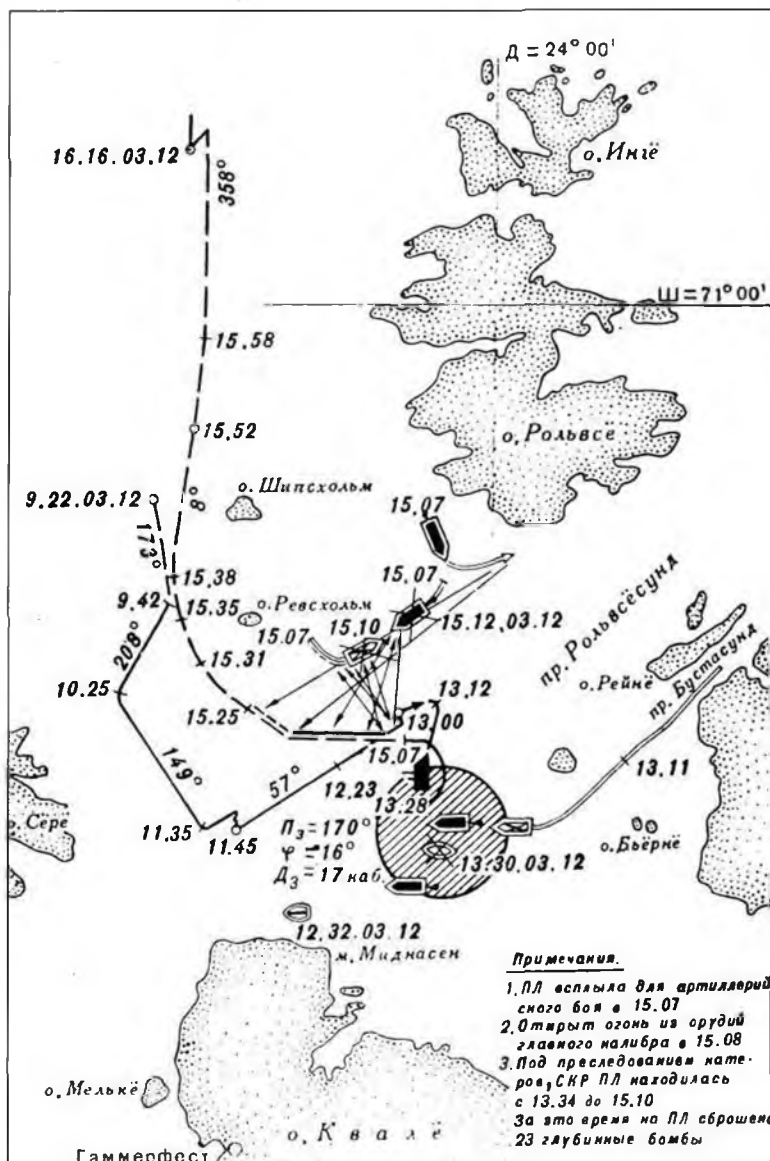 Д = 24° 00'
16.16.03.12
о. Ингё
358°
Ш = 71° 00'
15.58
15.52
о. Рольвсё
о. Шипсхольм
9.22.03.12
173°
15.07
15.38
15.07
9.42
15.35
о. Ревсхольм
15.12.03.12
пр. Рольвсёсунд
15.07
15.10
208°
15.31
о. Рейнё
пр. Бустасунд
10.25
13.12
15.25
13.00
149°
15.07
13.11
57°
12.23
13.28
о. Сере
11.35
11.45
П₃ = 170°
φ = 16°
Д₃ = 17 каб.
13.30.03.12
о. Бьёрнё
12.32.03.12
м. Миднасен
Примечания.
1. ПЛ всплыла для артиллерий
ского боя в 15.07
2. Открыт огонь из орудий
главного калибра в 15.08
3. Под преследованием кате-
ров, СКР ПЛ находилась
с 13.34 до 15.10
За это время на ПЛ сброшено
23 глубинные бомбы
о. Мелькё
о. Квалё
Гаммерфест